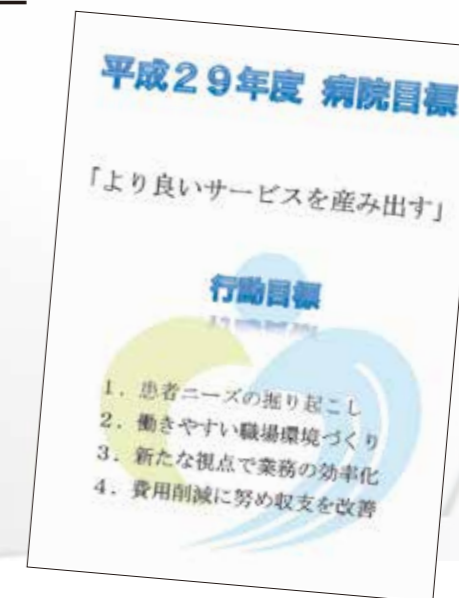 平成29年度 病院目標
「より良いサービスを産み出す」
行動目標
1．患者ニーズの掘り起こし
2．働きやすい職場環境づくり
3．新たな視点で業務の効率化
4．費用削減に努め収支を改善